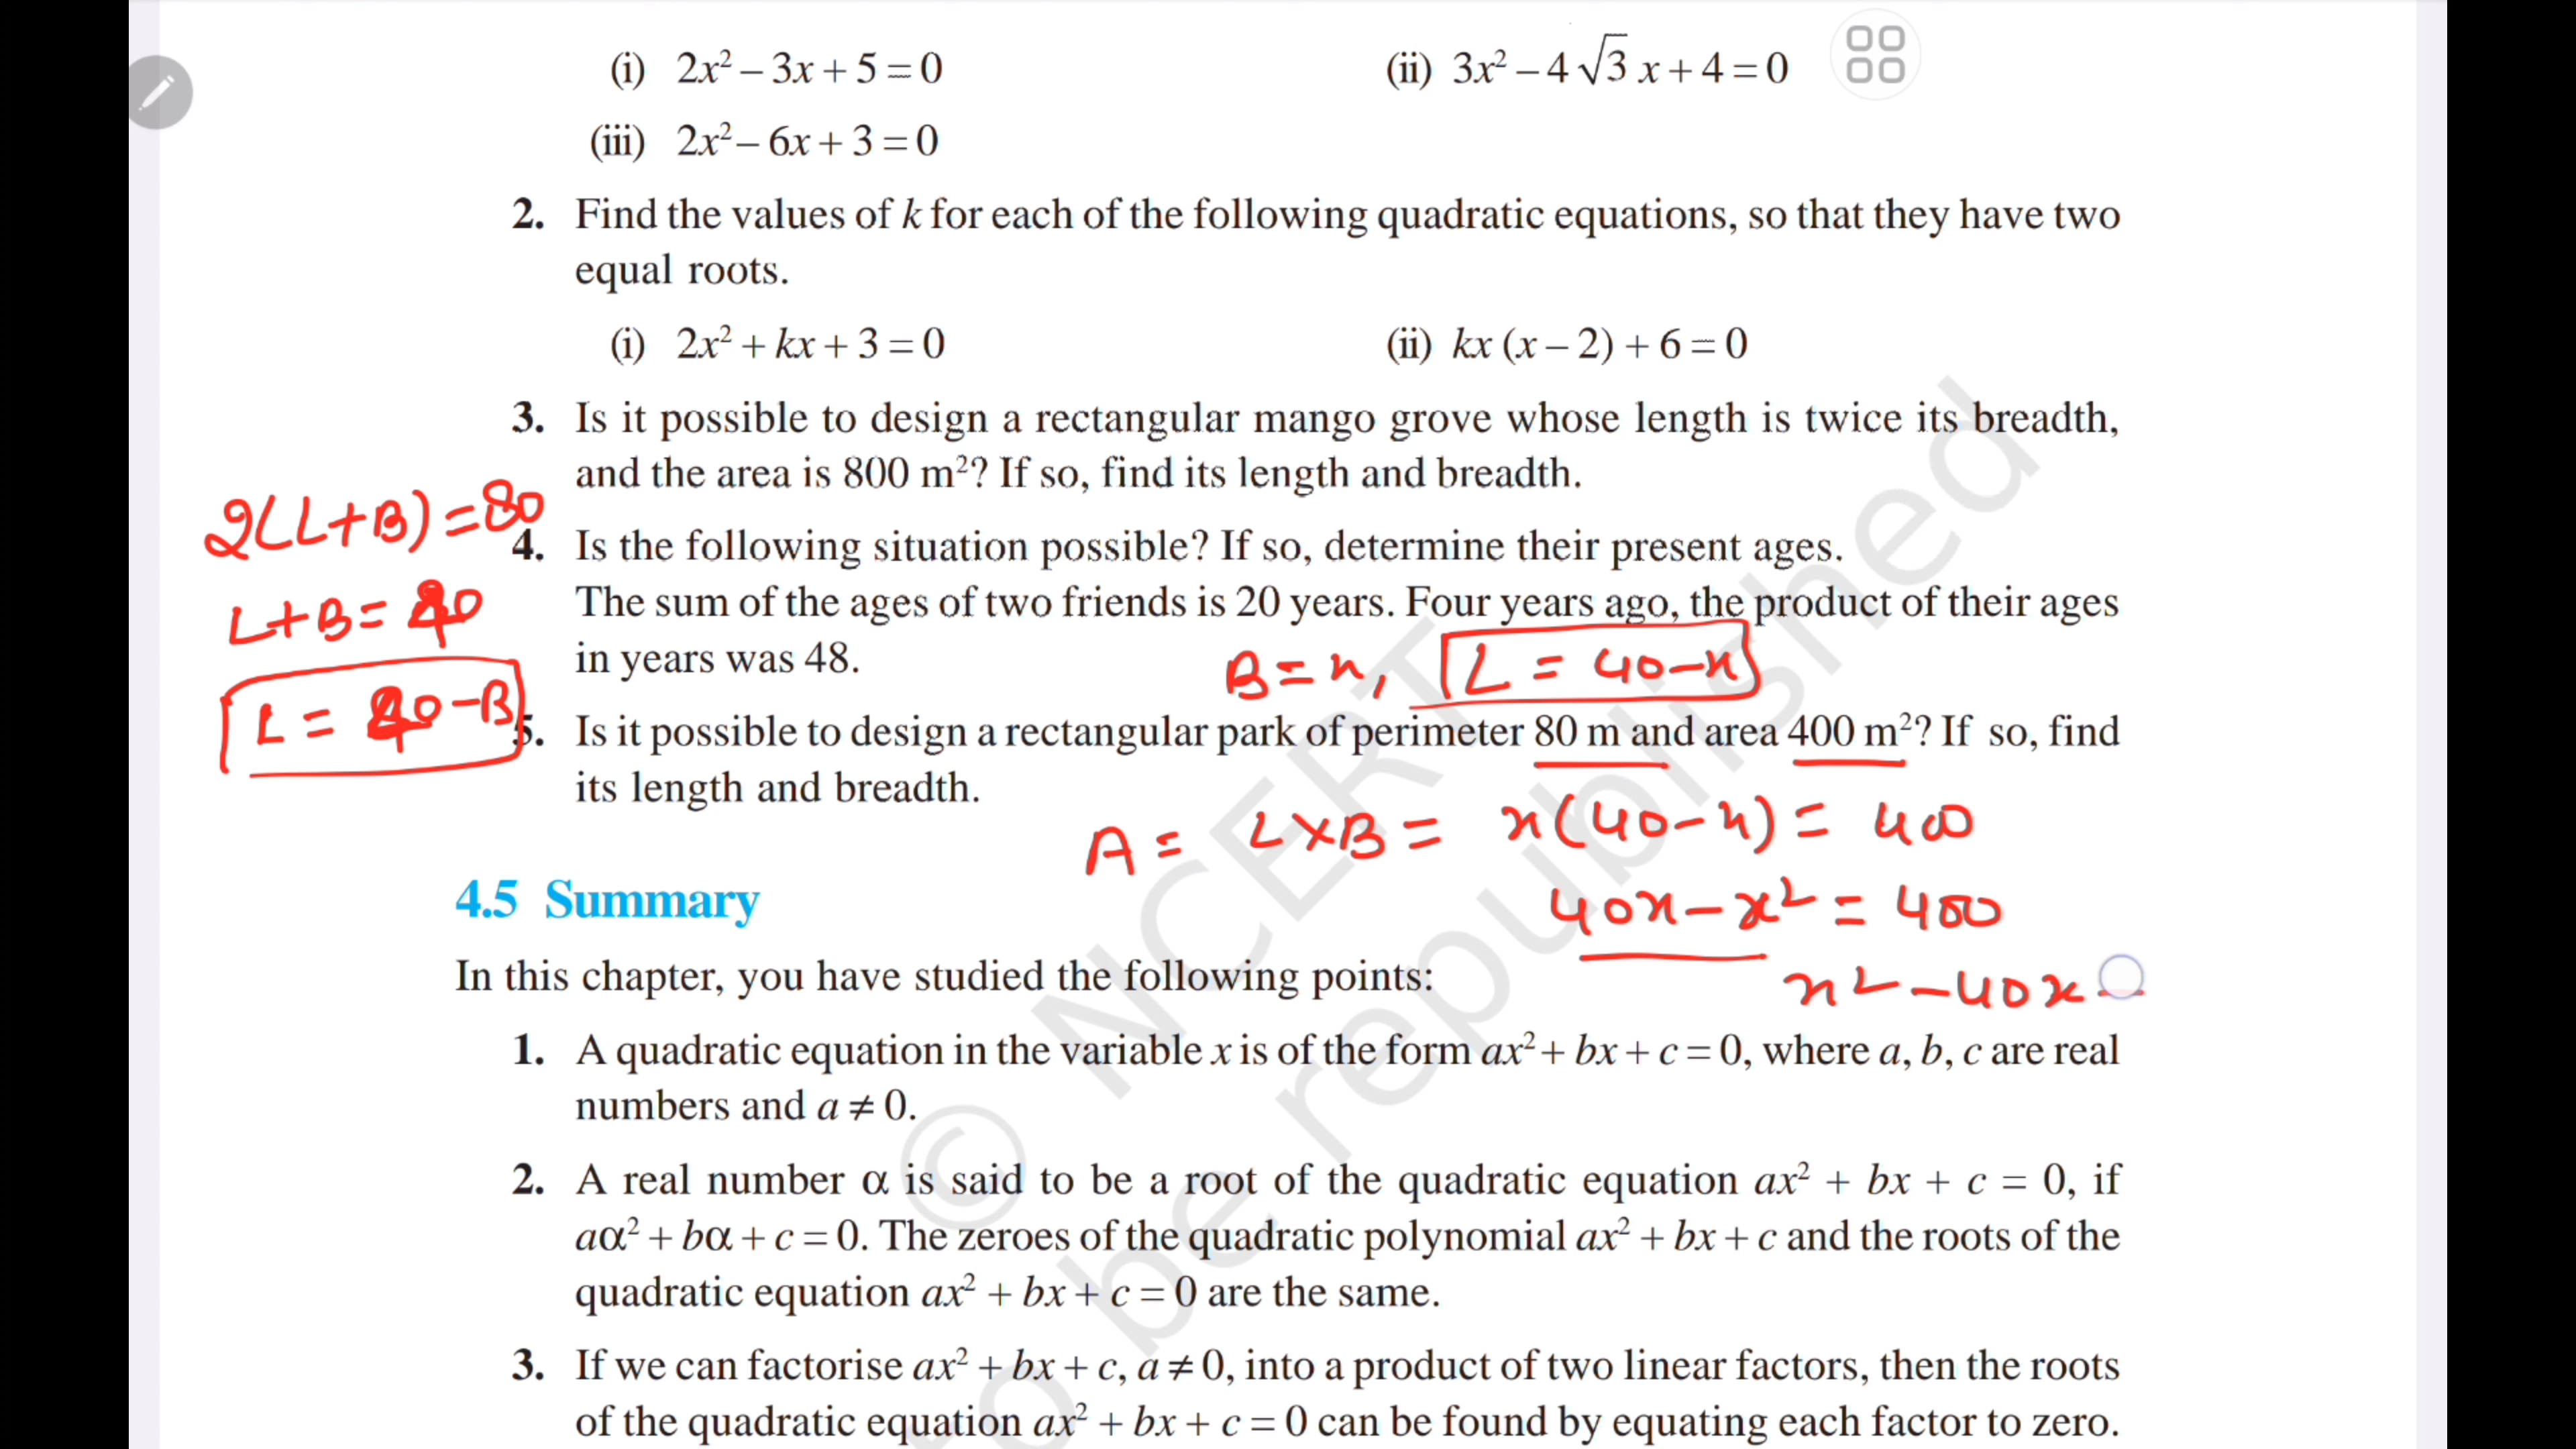 (i) 2x² – 3x + 5 = 0 (ii) 3x² – 4√3 x + 4 = 0
(iii) 2x² – 6x + 3 = 0
2. Find the values of k for each of the following quadratic equations, so that they have two
equal roots.
(i) 2x² + kx + 3 = 0 (ii) kx (x – 2) + 6 = 0
3. Is it possible to design a rectangular mango grove whose length is twice its breadth,
and the area is 800 m²? If so, find its length and breadth.
2(L+B) = 80
4. Is the following situation possible? If so, determine their present ages.
L+B = 40
The sum of the ages of two friends is 20 years. Four years ago, the product of their ages
in years was 48.
B = x, L = 40-x
L = 40-B
5. Is it possible to design a rectangular park of perimeter 80 m and area 400 m²? If so, find
its length and breadth.
A = L×B = x(40-x) = 400
40x-x² = 400
4.5 Summary
x² -40x
In this chapter, you have studied the following points:
1. A quadratic equation in the variable x is of the form ax² + bx + c = 0, where a, b, c are real
numbers and a ≠ 0.
2. A real number α is said to be a root of the quadratic equation ax² + bx + c = 0, if
aα² + bα + c = 0. The zeroes of the quadratic polynomial ax² + bx + c and the roots of the
quadratic equation ax² + bx + c = 0 are the same.
3. If we can factorise ax² + bx + c, a ≠ 0, into a product of two linear factors, then the roots
of the quadratic equation ax² + bx + c = 0 can be found by equating each factor to zero.
© NCERT
to be republished